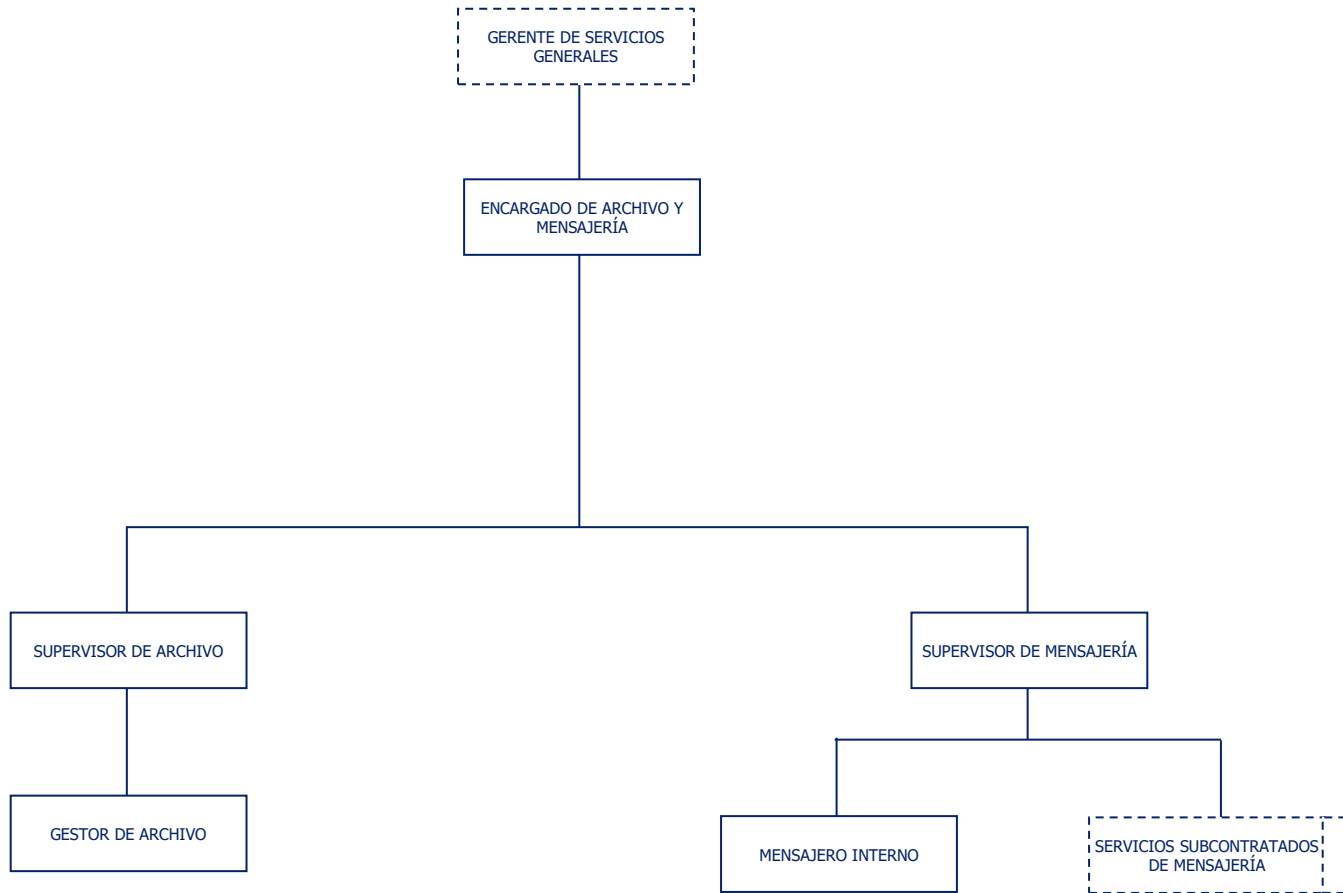 GERENTE DE SERVICIOS
GENERALES
ENCARGADO DE ARCHIVO Y
MENSAJERÍA
SUPERVISOR DE ARCHIVO
SUPERVISOR DE MENSAJERÍA
GESTOR DE ARCHIVO
MENSAJERO INTERNO
SERVICIOS SUBCONTRATADOS
DE MENSAJERÍA